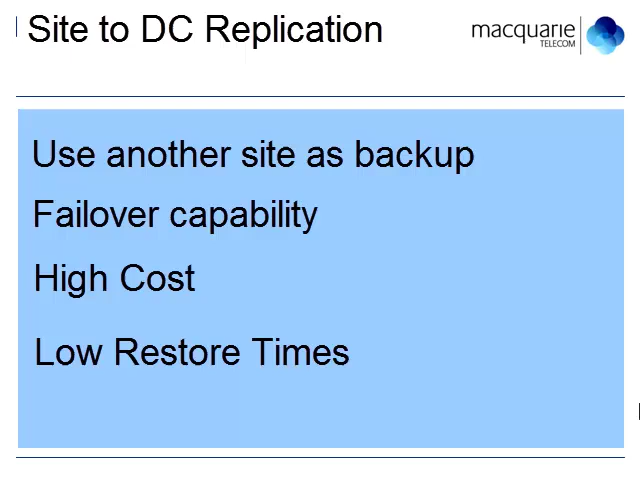 Site to DC Replication
macquarie
TELECOM
Use another site as backup
Failover capability
High Cost
Low Restore Times